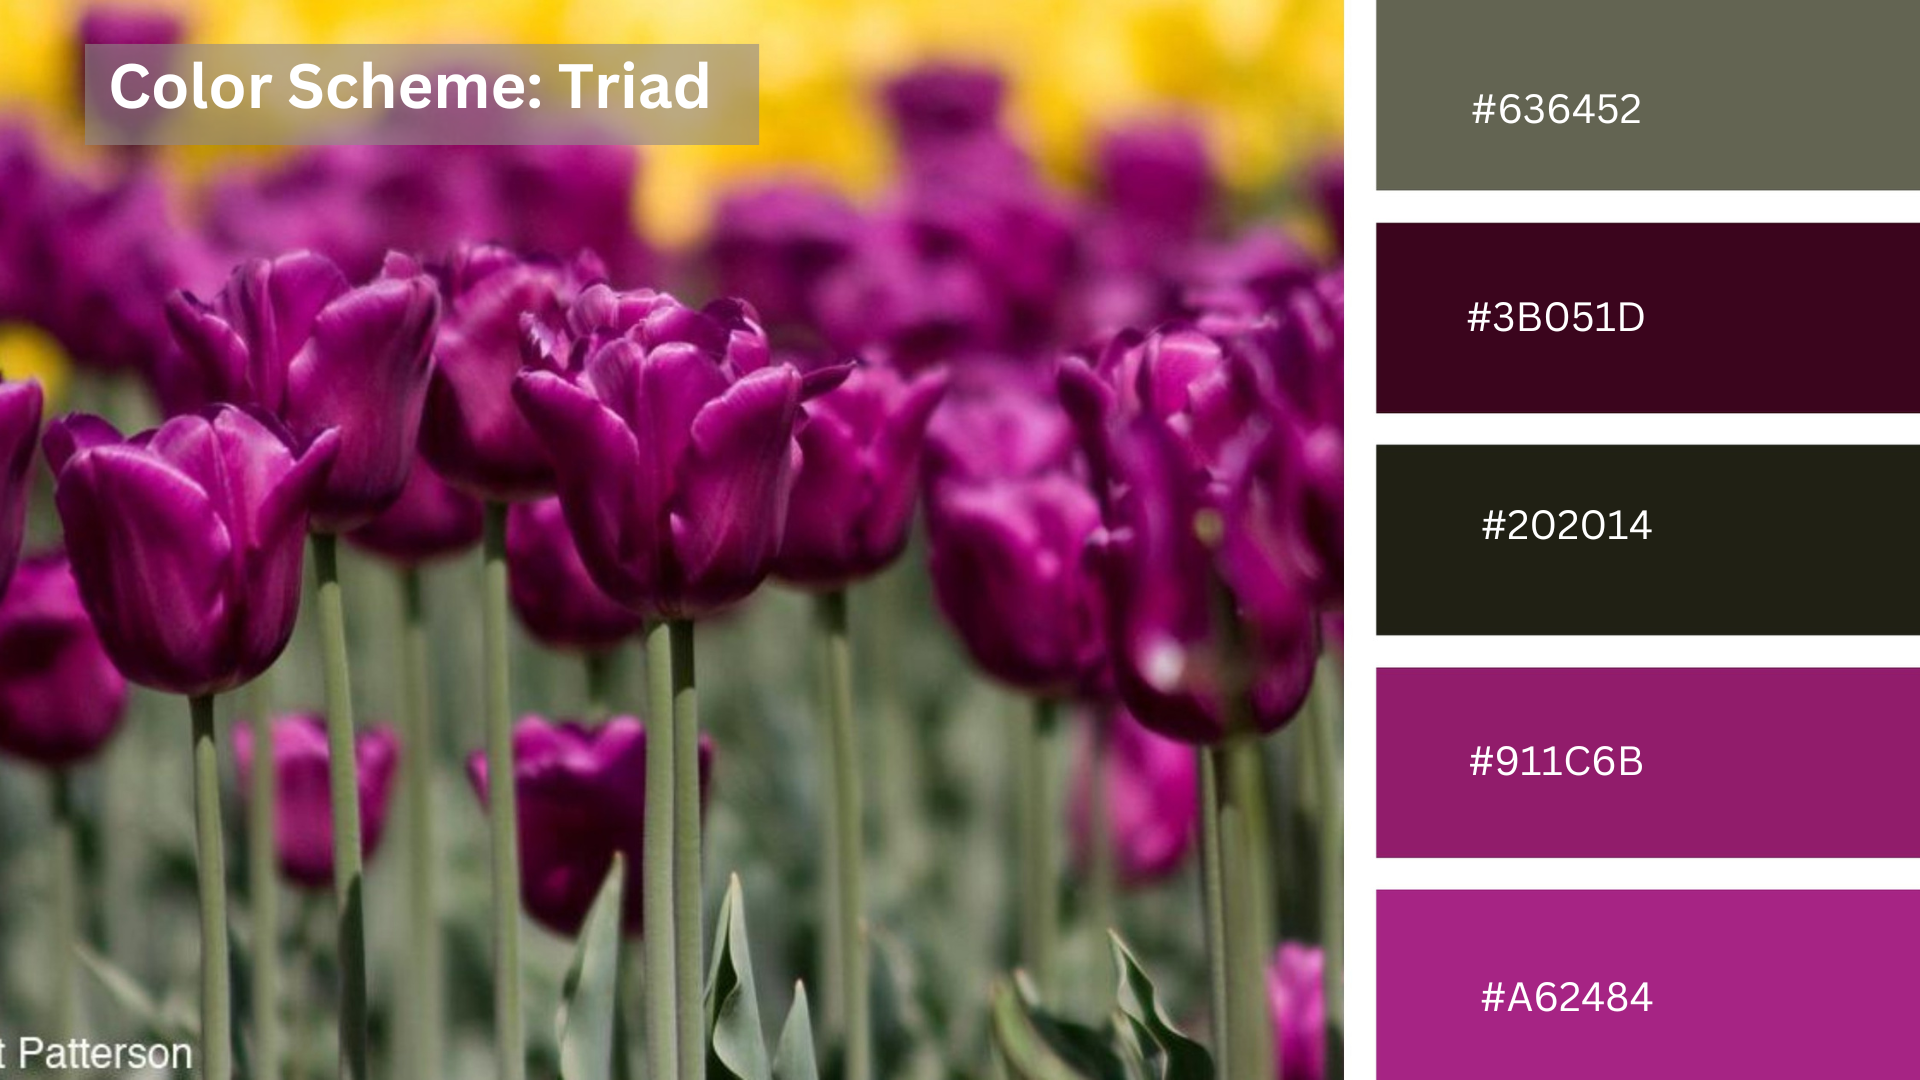 Color Scheme: Triad
#636452
#3B051D
#202014
#911C6B
#A62484
t Patterson